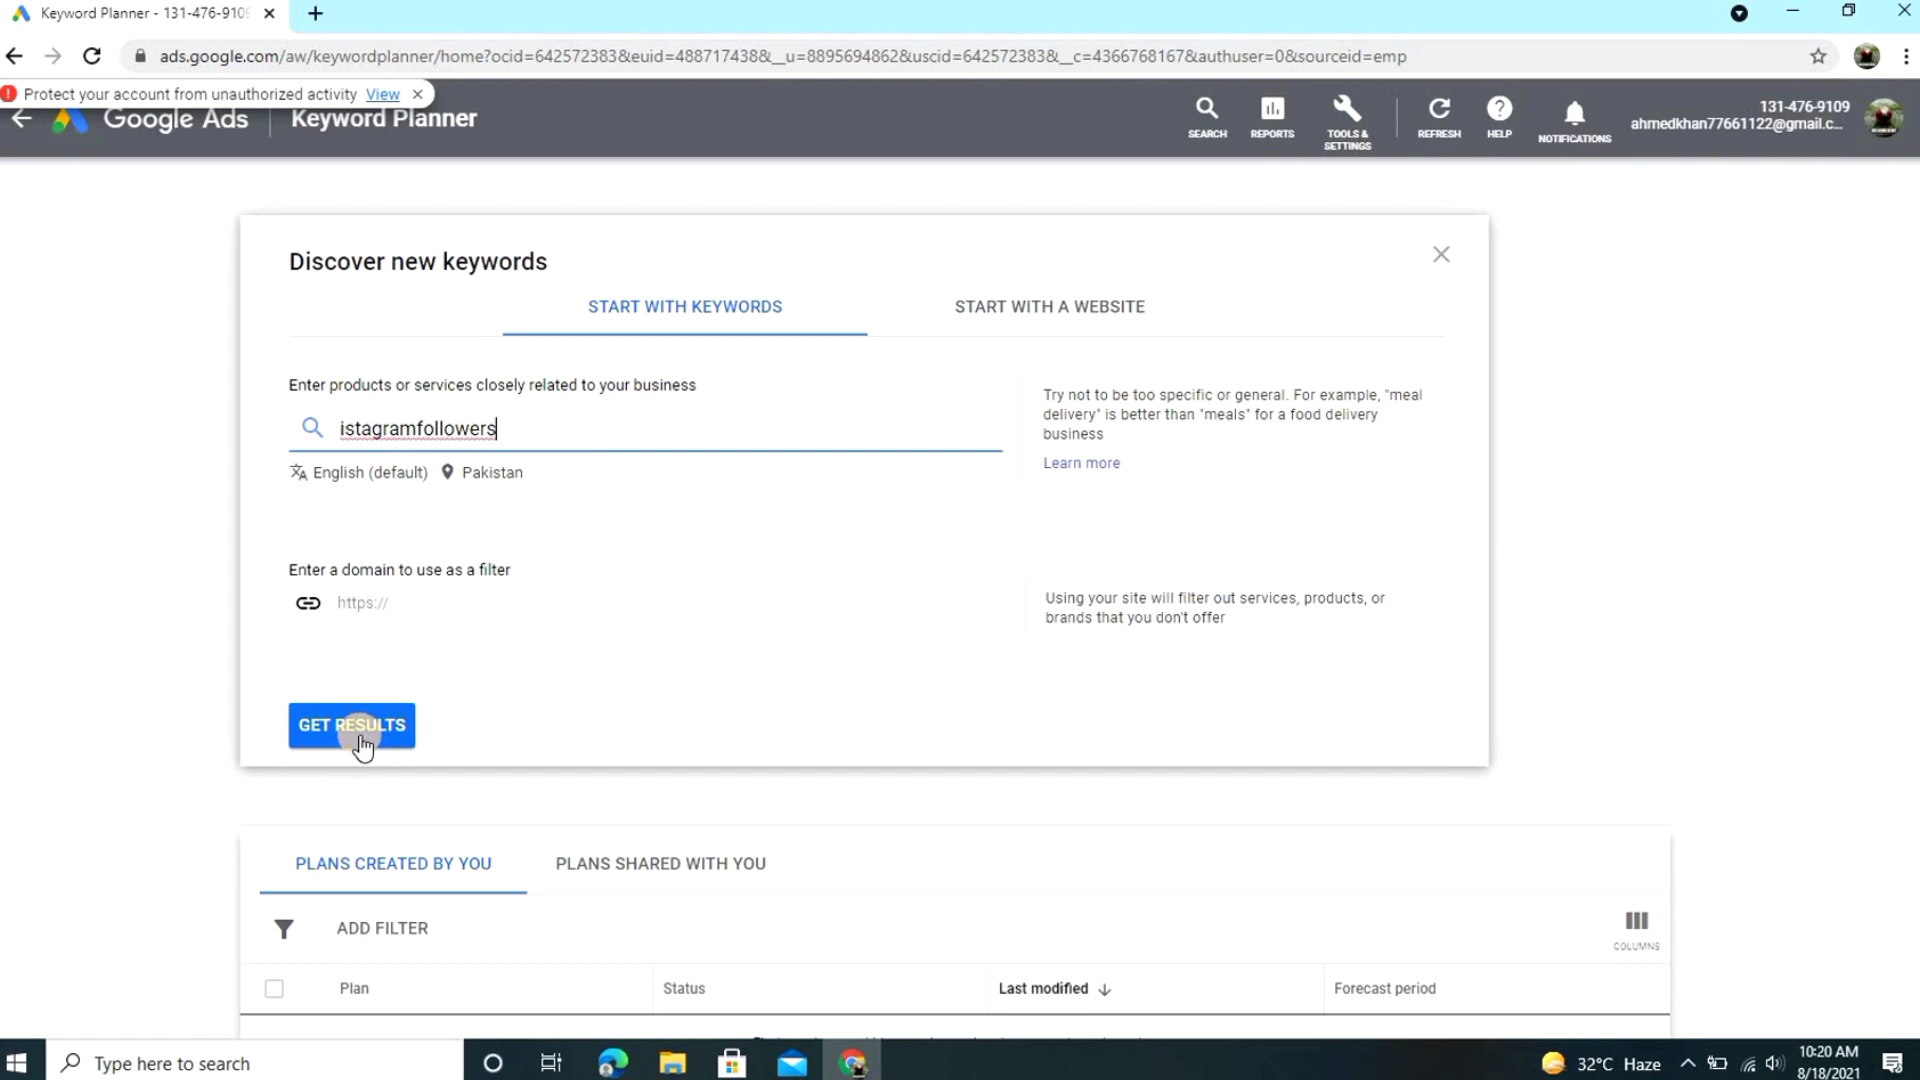 Keyword Planner - 131-476-9109
ads.google.com/aw/keywordplanner/home?ocid=642572383&euid=488717438&__u=8895694862&uscid=642572383&__c=4366768167&authuser=0&sourceid=emp
Protect your account from unauthorized activity View
Google Ads Keyword Planner
SEARCH
REPORTS
TOOLS &
SETTINGS
REFRESH
HELP
NOTIFICATIONS
131-476-9109
ahmedkhan77661122@gmail.c...
Discover new keywords
START WITH KEYWORDS
START WITH A WEBSITE
Enter products or services closely related to your business
istagramfollowers
English (default) Pakistan
Try not to be too specific or general. For example, "meal
delivery" is better than "meals" for a food delivery
business
Learn more
Enter a domain to use as a filter
https://
Using your site will filter out services, products, or
brands that you don't offer
GET RESULTS
PLANS CREATED BY YOU
PLANS SHARED WITH YOU
ADD FILTER
COLUMNS
Plan
Status
Last modified
Forecast period
Type here to search
32°C Haze
10:20 AM
8/18/2021